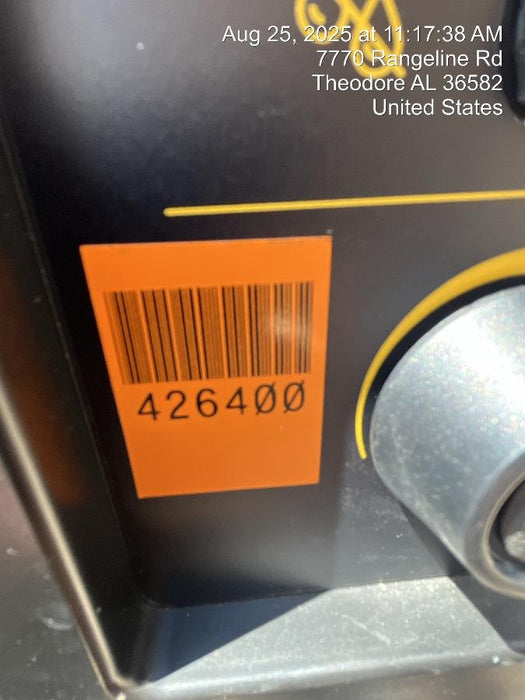 Aug 25, 2025 at 11:17:38 AM
7770 Rangeline Rd
Theodore AL 36582
United States
426400